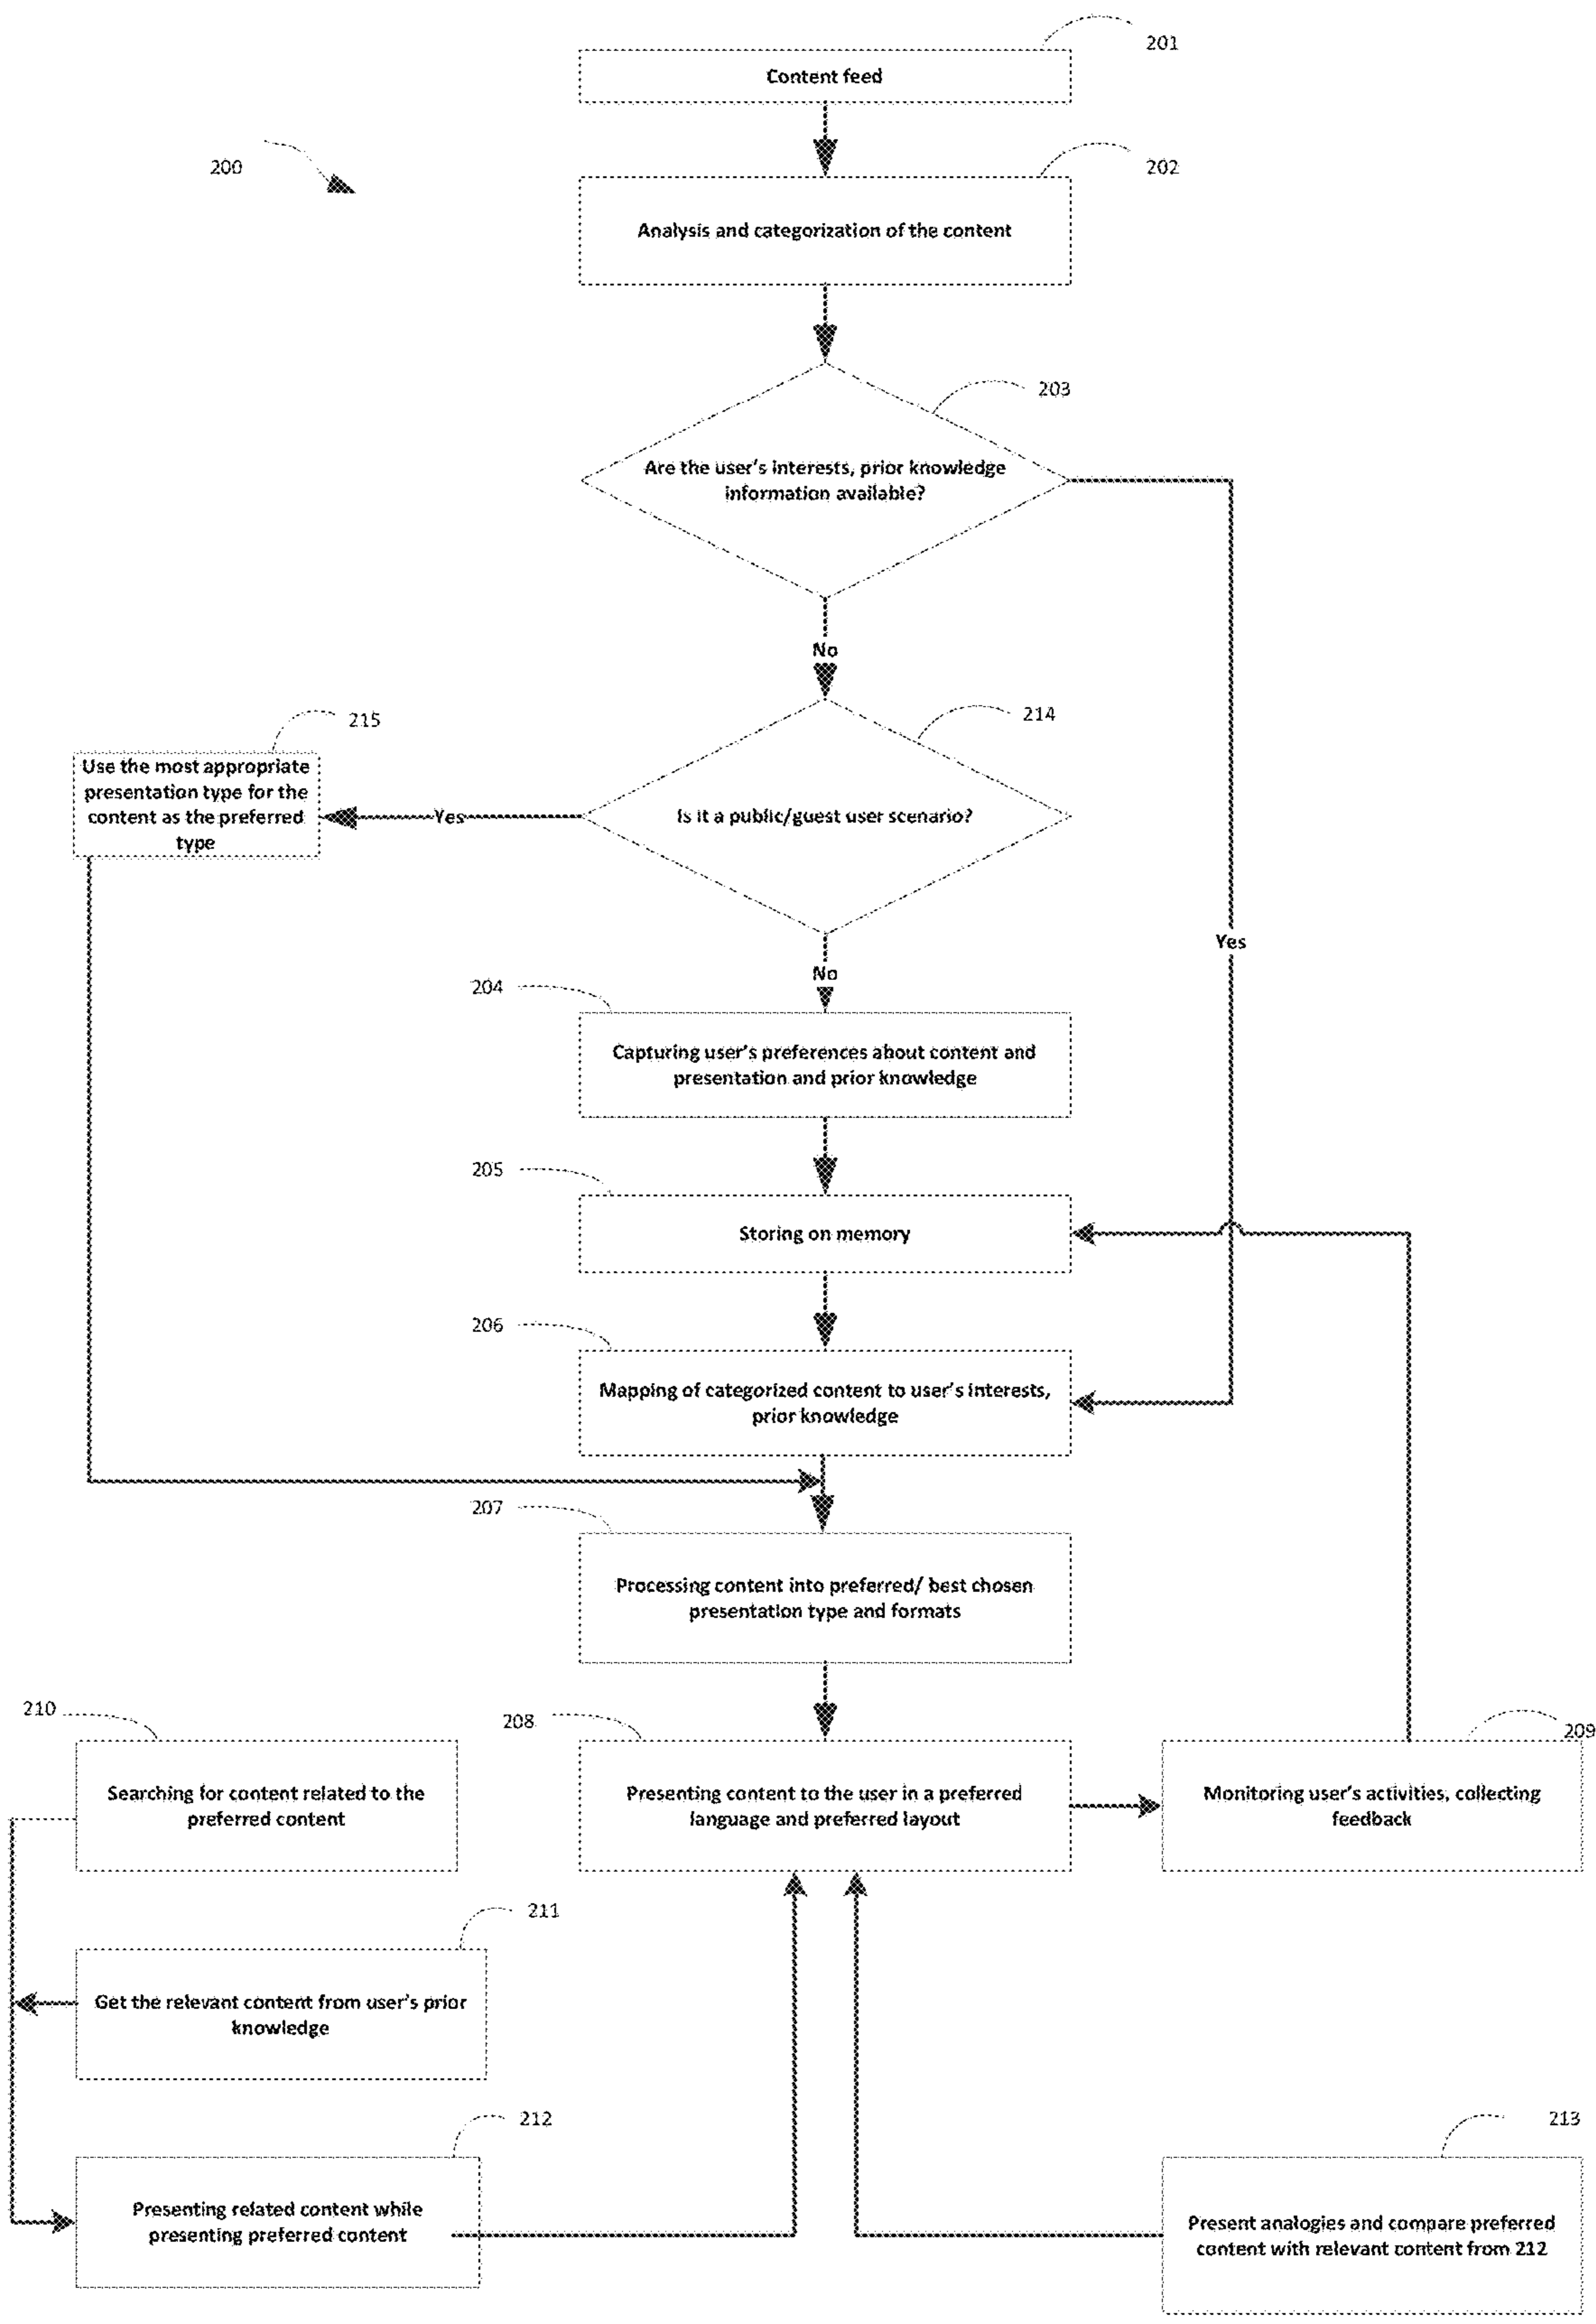 201
Content feed
200
202
Analysis and categorization of the content
203
Are the user's interests, prior knowledge
information available?
No
214
215
Use the most appropriate
presentation type for the
content as the preferred
type
Yes
Is it a public/guest user scenario?
Yes
No
204
Capturing user's preferences about content and
presentation and prior knowledge
205
Storing on memory
206
Mapping of categorized content to user's interests,
prior knowledge
207
Processing content into preferred/ best chosen
presentation type and formats
210
208
209
Searching for content related to the
preferred content
Presenting content to the user in a preferred
language and preferred layout
Monitoring user's activities, collecting
feedback
211
Get the relevant content from user's prior
knowledge
212
213
Presenting related content while
presenting preferred content
Present analogies and compare preferred
content with relevant content from 212